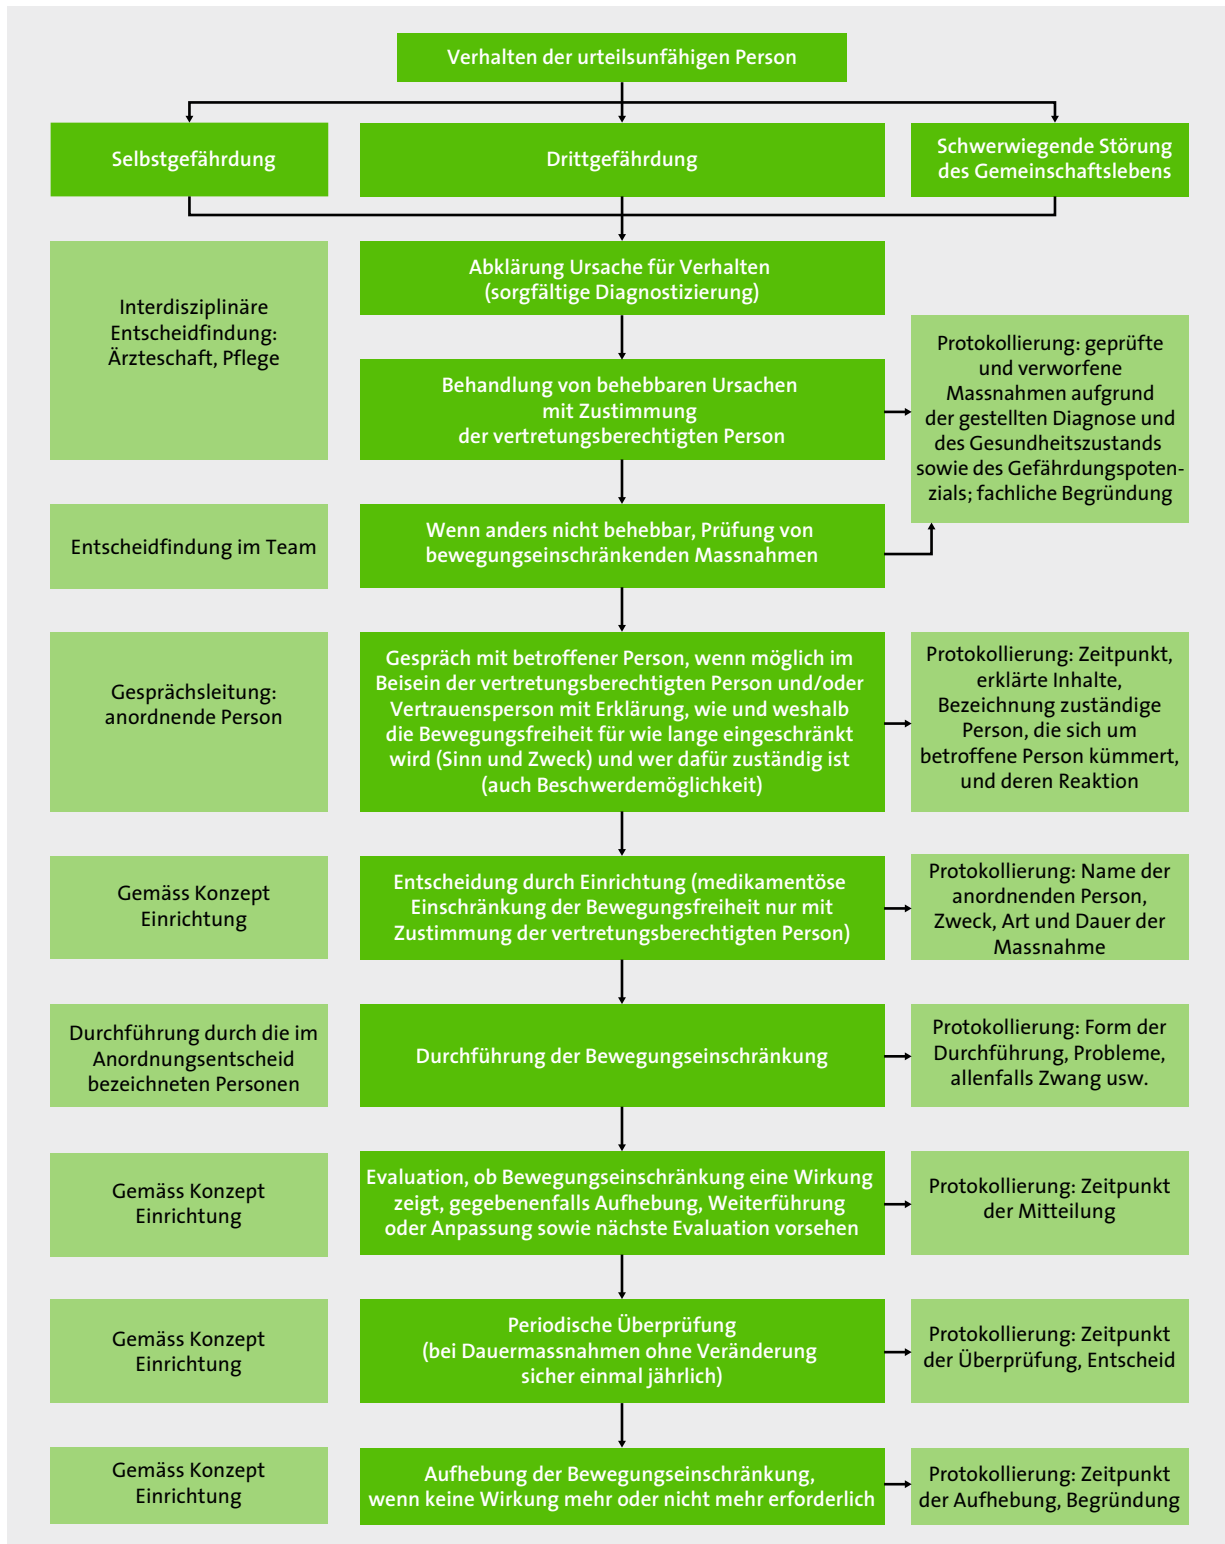 Verhalten der urteilsunfähigen Person
Selbstgefährdung
Drittgefährdung
Schwerwiegende Störung
des Gemeinschaftslebens
Interdisziplinäre
Entscheidfindung:
Ärzteschaft, Pflege
Abklärung Ursache für Verhalten
(sorgfältige Diagnostizierung)
Behandlung von behebbaren Ursachen
mit Zustimmung
der vertretungsberechtigten Person
Protokollierung: geprüfte
und verworfene
Massnahmen aufgrund
der gestellten Diagnose und
des Gesundheitszustands
sowie des Gefährdungspoten-
zials; fachliche Begründung
Entscheidfindung im Team
Wenn anders nicht behebbar, Prüfung von
bewegungseinschränkenden Massnahmen
Gesprächsleitung:
anordnende Person
Gespräch mit betroffener Person, wenn möglich im
Beisein der vertretungsberechtigten Person und/oder
Vertrauensperson mit Erklärung, wie und weshalb
die Bewegungsfreiheit für wie lange eingeschränkt
wird (Sinn und Zweck) und wer dafür zuständig ist
(auch Beschwerdemöglichkeit)
Protokollierung: Zeitpunkt,
erklärte Inhalte,
Bezeichnung zuständige
Person, die sich um
betroffene Person kümmert,
und deren Reaktion
Gemäss Konzept
Einrichtung
Entscheidung durch Einrichtung (medikamentöse
Einschränkung der Bewegungsfreiheit nur mit
Zustimmung der vertretungsberechtigten Person)
Protokollierung: Name der
anordnenden Person,
Zweck, Art und Dauer der
Massnahme
Durchführung durch die im
Anordnungsentscheid
bezeichneten Personen
Durchführung der Bewegungseinschränkung
Protokollierung: Form der
Durchführung, Probleme,
allenfalls Zwang usw.
Gemäss Konzept
Einrichtung
Evaluation, ob Bewegungseinschränkung eine Wirkung
zeigt, gegebenenfalls Aufhebung, Weiterführung
oder Anpassung sowie nächste Evaluation vorsehen
Protokollierung: Zeitpunkt
der Mitteilung
Gemäss Konzept
Einrichtung
Periodische Überprüfung
(bei Dauermassnahmen ohne Veränderung
sicher einmal jährlich)
Protokollierung: Zeitpunkt
der Überprüfung, Entscheid
Gemäss Konzept
Einrichtung
Aufhebung der Bewegungseinschränkung,
wenn keine Wirkung mehr oder nicht mehr erforderlich
Protokollierung: Zeitpunkt
der Aufhebung, Begründung